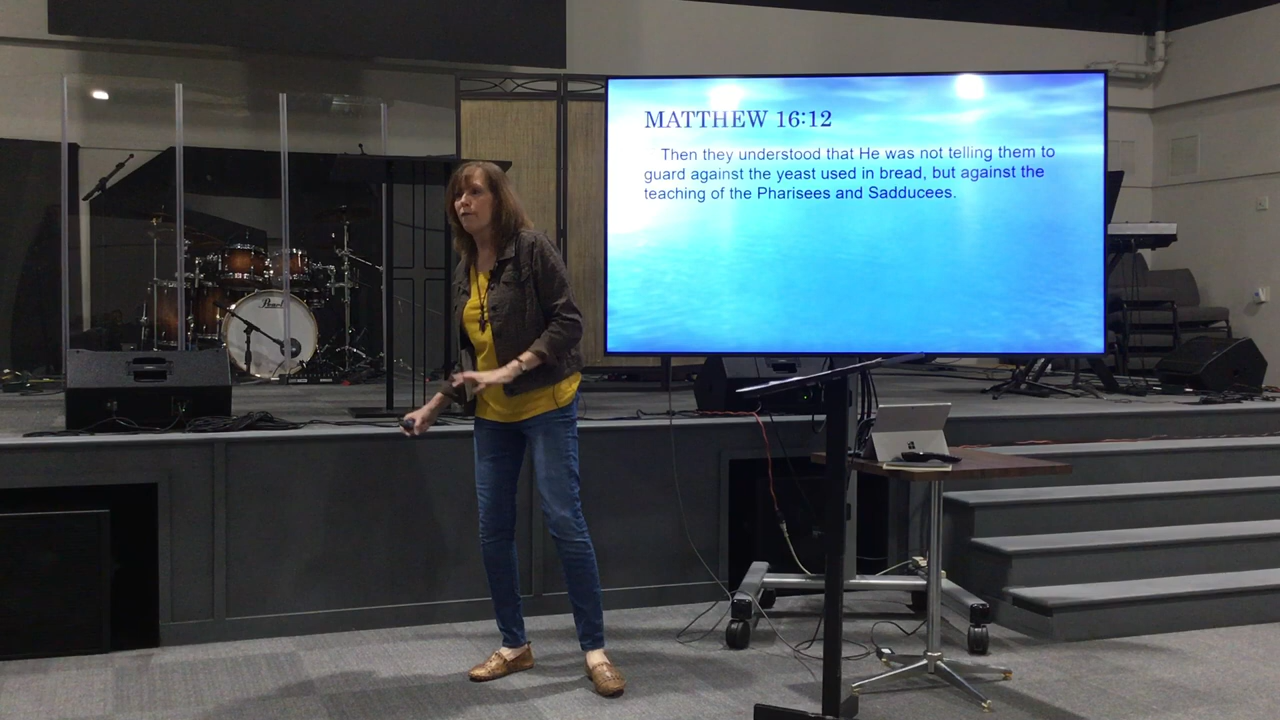 MATTHEW 16:12
Then they understood that He was not telling them to
guard against the yeast used in bread, but against the
teaching of the Pharisees and Sadducees.
Pearl